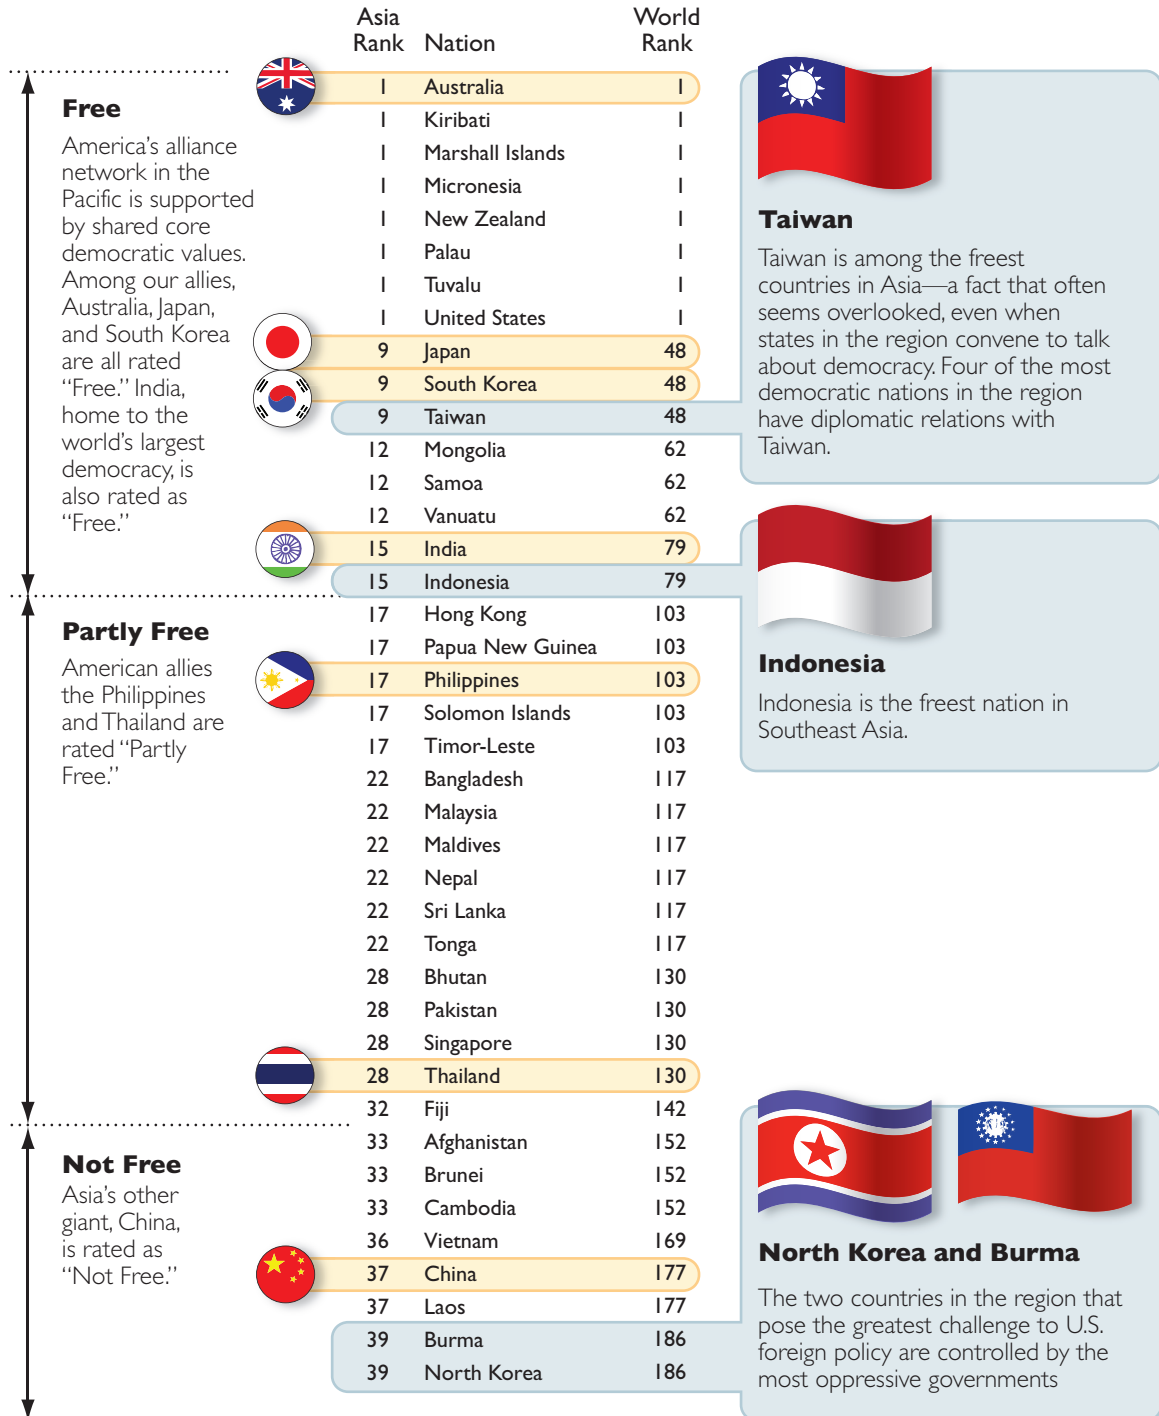 Asia Rank Nation World Rank
Free
America’s alliance
network in the
Pacific is supported
by shared core
democratic values.
Among our allies,
Australia, Japan,
and South Korea
are all rated
“Free.” India,
home to the
world’s largest
democracy, is
also rated as
“Free.”
1 Australia 1
1 Kiribati 1
1 Marshall Islands 1
1 Micronesia 1
1 New Zealand 1
1 Palau 1
1 Tuvalu 1
1 United States 1
9 Japan 48
9 South Korea 48
9 Taiwan 48
12 Mongolia 62
12 Samoa 62
12 Vanuatu 62
15 India 79
15 Indonesia 79
Taiwan
Taiwan is among the freest
countries in Asia—a fact that often
seems overlooked, even when
states in the region convene to talk
about democracy. Four of the most
democratic nations in the region
have diplomatic relations with
Taiwan.
Partly Free
American allies
the Philippines
and Thailand are
rated “Partly
Free.”
17 Hong Kong 103
17 Papua New Guinea 103
17 Philippines 103
17 Solomon Islands 103
17 Timor-Leste 103
22 Bangladesh 117
22 Malaysia 117
22 Maldives 117
22 Nepal 117
22 Sri Lanka 117
22 Tonga 117
28 Bhutan 130
28 Pakistan 130
28 Singapore 130
28 Thailand 130
32 Fiji 142
Indonesia
Indonesia is the freest nation in
Southeast Asia.
Not Free
Asia’s other
giant, China,
is rated as
“Not Free.”
33 Afghanistan 152
33 Brunei 152
33 Cambodia 152
36 Vietnam 169
37 China 177
37 Laos 177
39 Burma 186
39 North Korea 186
North Korea and Burma
The two countries in the region that
pose the greatest challenge to U.S.
foreign policy are controlled by the
most oppressive governments